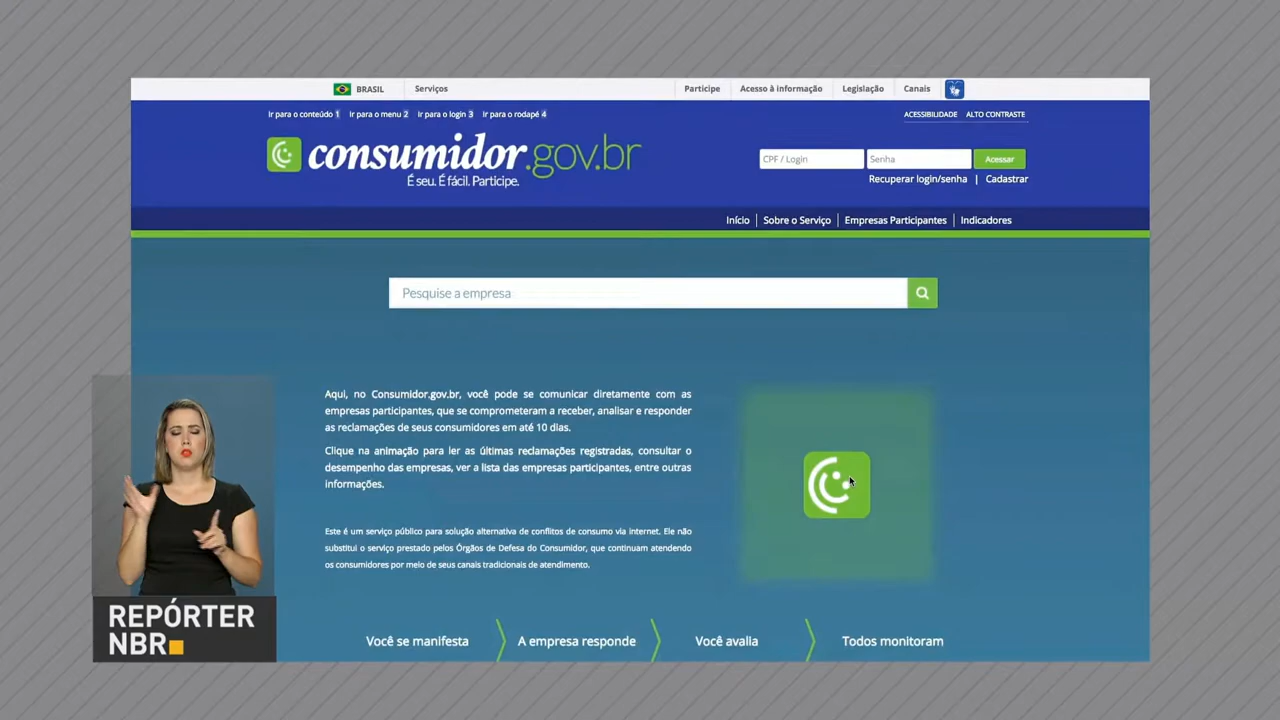 BRASIL Serviços Participe Acesso à informação Legislação Canais
Ir para o conteúdo 1 Ir para o menu 2 Ir para o login 3 Ir para o rodapé 4 ACESSIBILIDADE ALTO CONTRASTE
consumidor.gov.br
É seu. É fácil. Participe.
CPF / Login Senha Acessar
Recuperar login/senha | Cadastrar
Início | Sobre o Serviço | Empresas Participantes | Indicadores
Pesquise a empresa
Aqui, no Consumidor.gov.br, você pode se comunicar diretamente com as
empresas participantes, que se comprometeram a receber, analisar e responder
as reclamações de seus consumidores em até 10 dias.
Clique na animação para ler as últimas reclamações registradas, consultar o
desempenho das empresas, ver a lista das empresas participantes, entre outras
informações.
Este é um serviço público para solução alternativa de conflitos de consumo via internet. Ele não
substitui o serviço prestado pelos Órgãos de Defesa do Consumidor, que continuam atendendo
os consumidores por meio de seus canais tradicionais de atendimento.
Você se manifesta A empresa responde Você avalia Todos monitoram
REPÓRTER
NBR